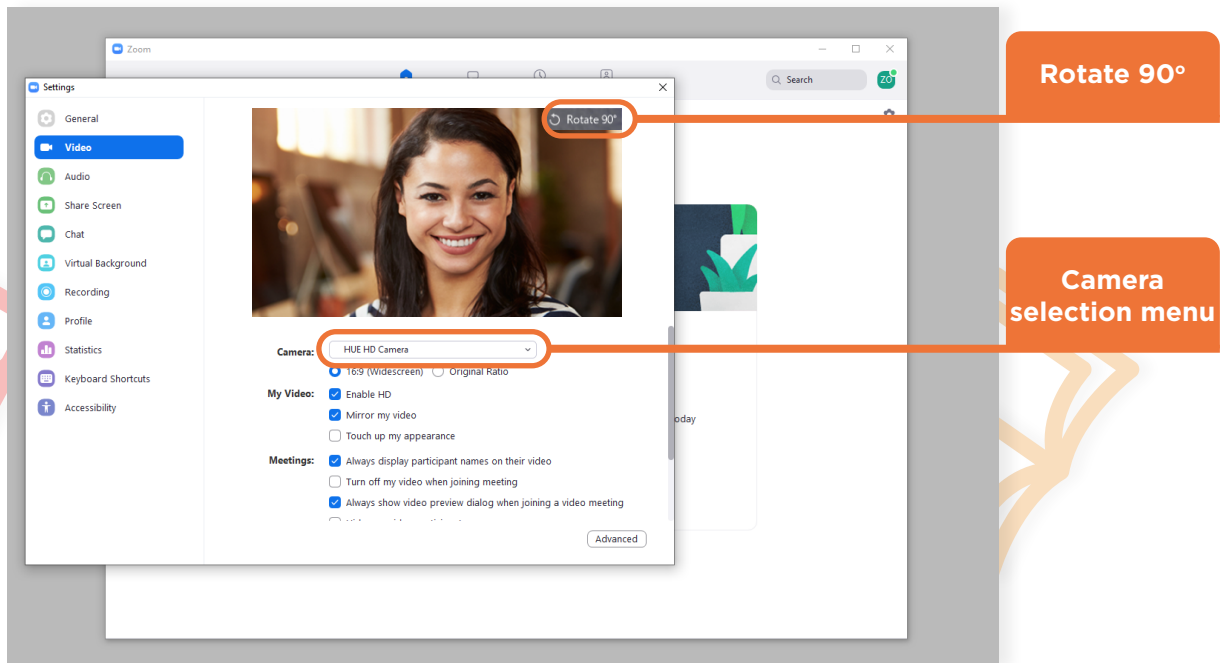 Zoom
Search
ZO
Settings
General
Video
Audio
Share Screen
Chat
Virtual Background
Recording
Profile
Statistics
Keyboard Shortcuts
Accessibility
Rotate 90°
Rotate 90°
Camera: HUE HD Camera
16:9 (Widescreen) Original Ratio
My Video: Enable HD
Mirror my video
Touch up my appearance
Meetings: Always display participant names on their video
Turn off my video when joining meeting
Always show video preview dialog when joining a video meeting
Advanced
oday
Camera
selection menu